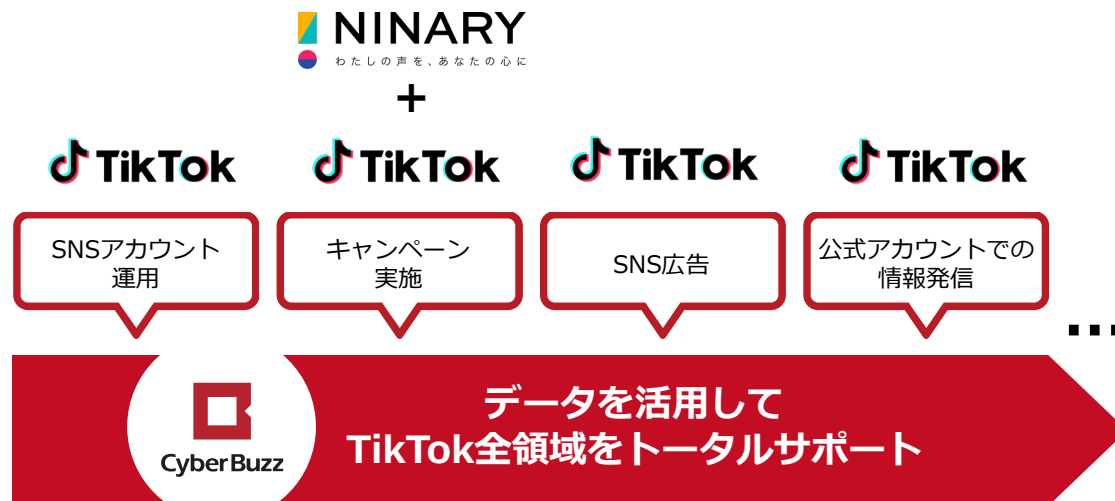 NINARY
わたしの声を、あなたの心に
+
TikTok TikTok TikTok TikTok
SNSアカウント
運用
キャンペーン
実施
SNS広告
公式アカウントでの
情報発信
…
CyberBuzz
データを活用して
TikTok全領域をトータルサポート